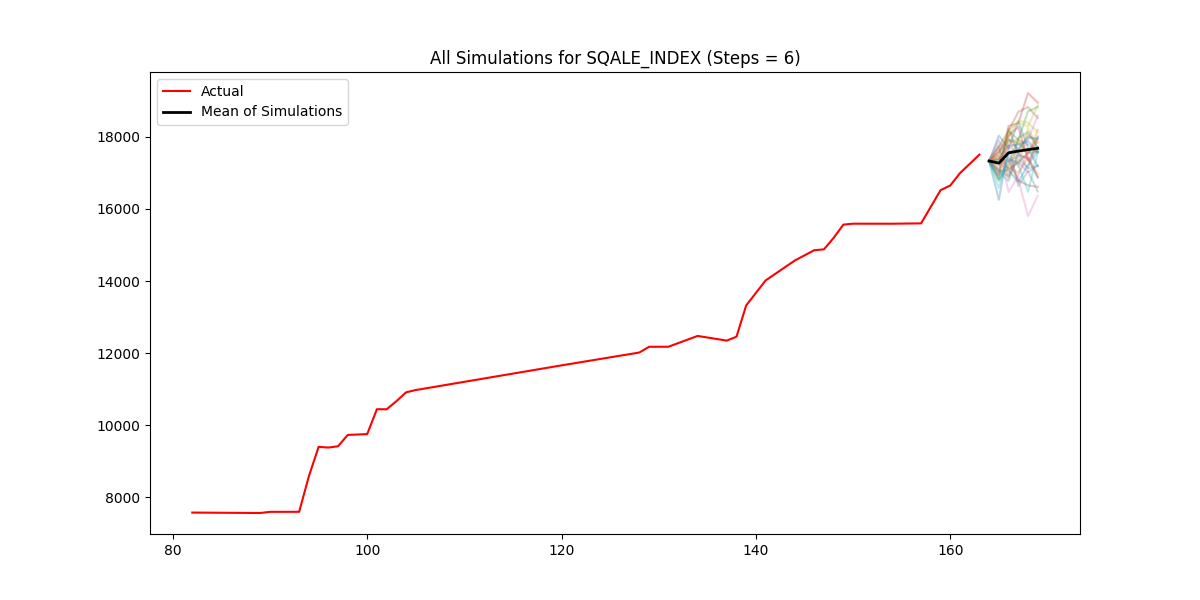 All Simulations for SQALE_INDEX (Steps = 6)
Actual
Mean of Simulations
18000
16000
14000
12000
10000
8000
80 100 120 140 160